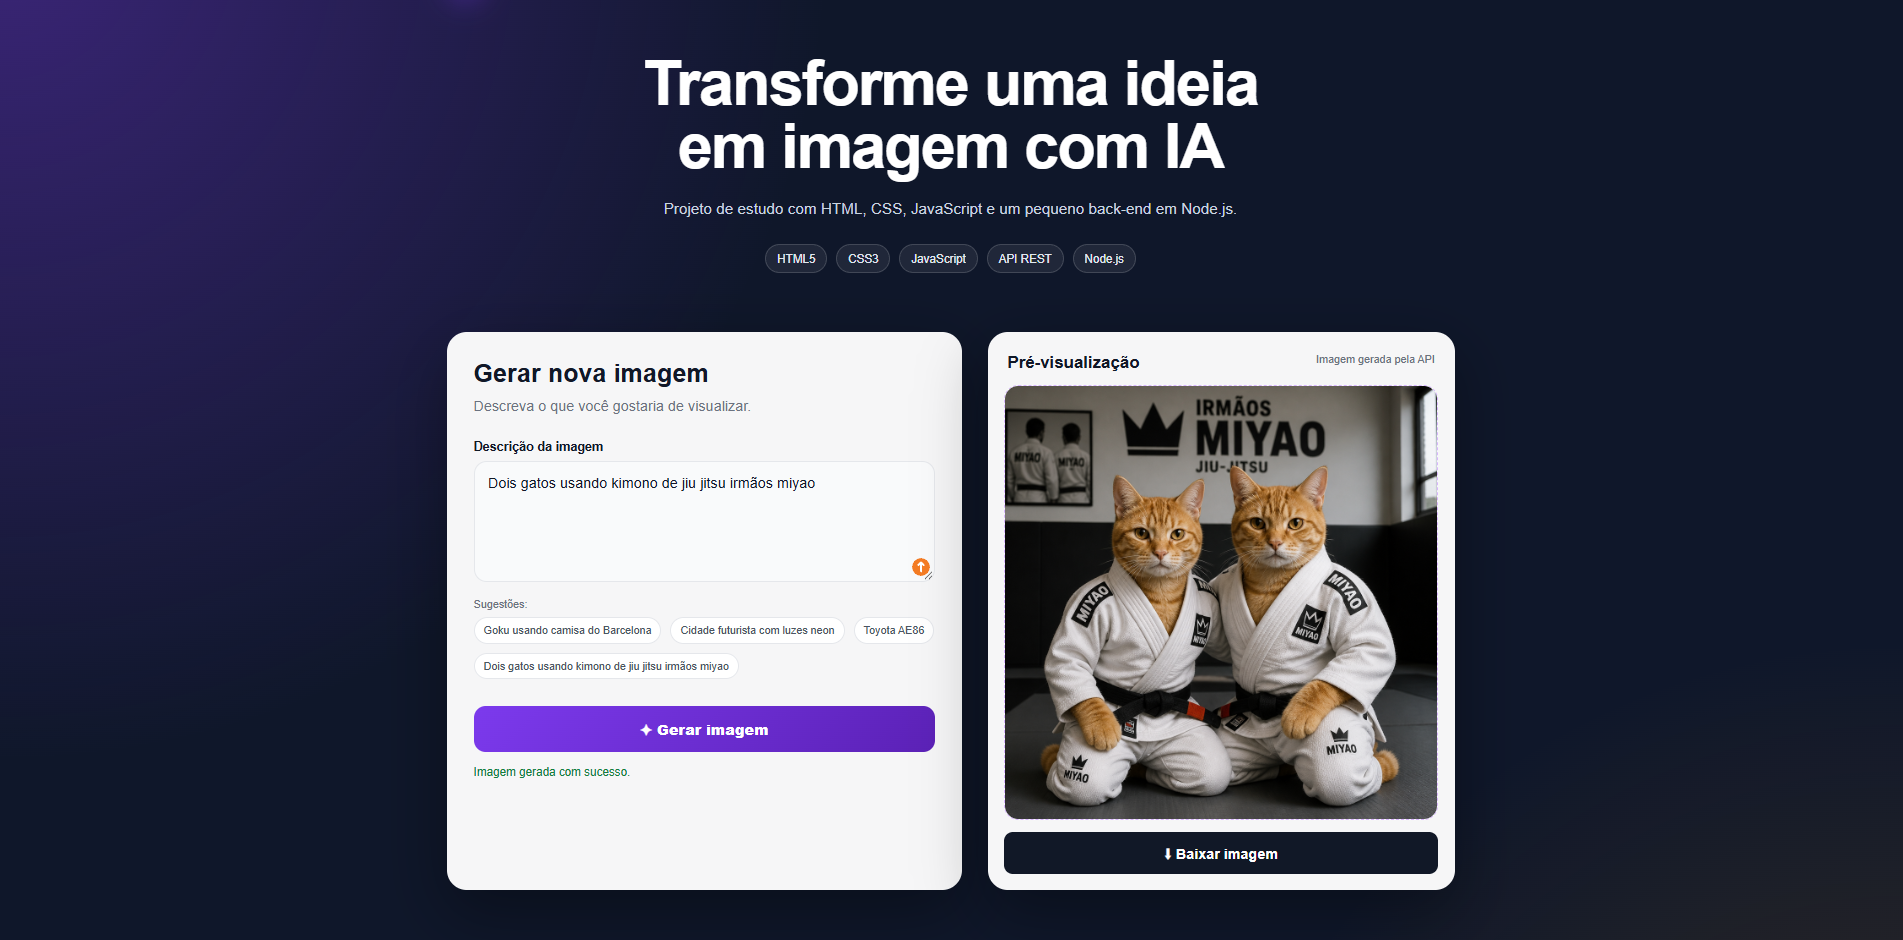 Transforme uma ideia
em imagem com IA
Projeto de estudo com HTML, CSS, JavaScript e um pequeno back-end em Node.js.
HTML5
CSS3
JavaScript
API REST
Node.js
Gerar nova imagem
Descreva o que você gostaria de visualizar.
Descrição da imagem
Dois gatos usando kimono de jiu jitsu irmãos miyao
Sugestões:
Goku usando camisa do Barcelona
Cidade futurista com luzes neon
Toyota AE86
Dois gatos usando kimono de jiu jitsu irmãos miyao
✦ Gerar imagem
Imagem gerada com sucesso.
Pré-visualização
Imagem gerada pela API
IRMÃOS
MIYAO
JIU-JITSU
MIYAO
MIYAO
MIYAO
MIYAO
MIYAO
MIYAO
MIYAO
MIYAO
⬇ Baixar imagem